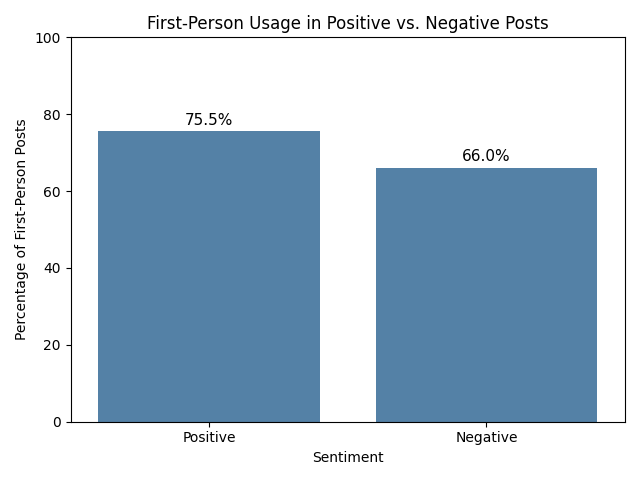 First-Person Usage in Positive vs. Negative Posts
Percentage of First-Person Posts
100
80
60
40
20
0
75.5%
66.0%
Positive
Negative
Sentiment